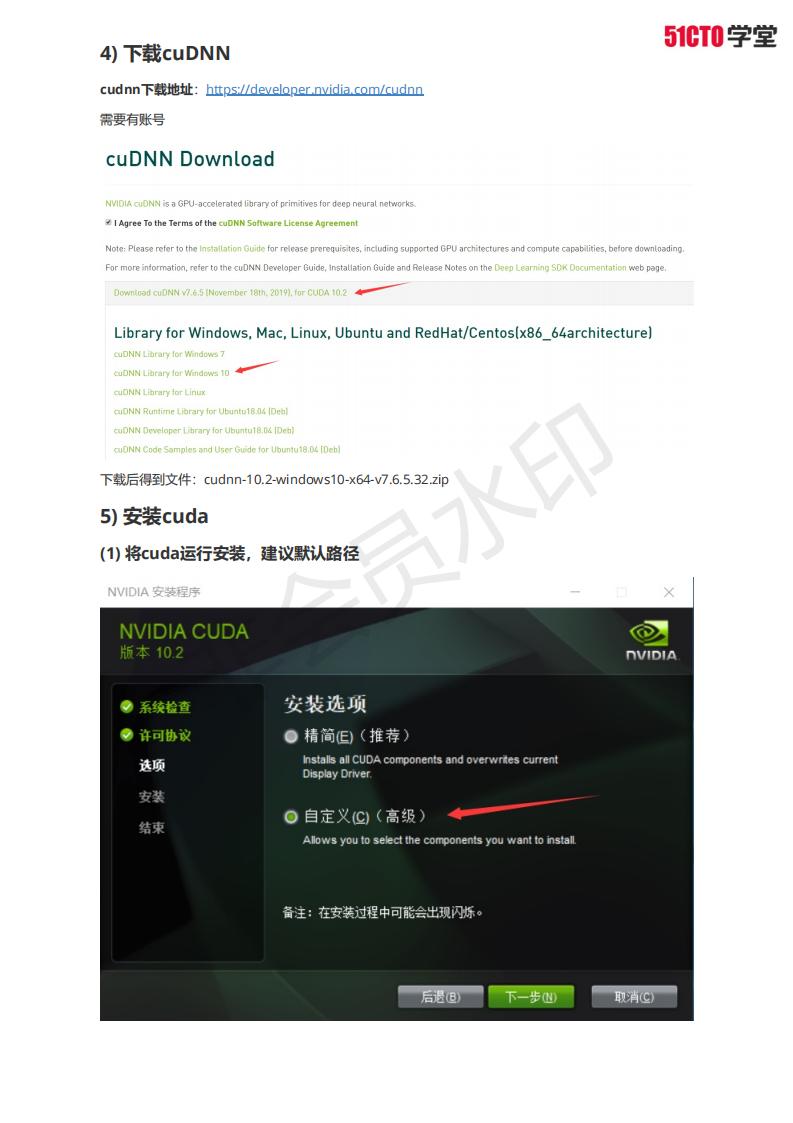 51CTO学堂
4) 下载cuDNN
cudnn下载地址：https://developer.nvidia.com/cudnn
需要有账号
cuDNN Download
NVIDIA cuDNN is a GPU-accelerated library of primitives for deep neural networks.
I Agree To the Terms of the cuDNN Software License Agreement
Note: Please refer to the Installation Guide for release prerequisites, including supported GPU architectures and compute capabilities, before downloading.
For more information, refer to the cuDNN Developer Guide, Installation Guide and Release Notes on the Deep Learning SDK Documentation web page.
Download cuDNN v7.6.5 (November 18th, 2019), for CUDA 10.2
Library for Windows, Mac, Linux, Ubuntu and RedHat/Centos(x86_64architecture)
cuDNN Library for Windows 7
cuDNN Library for Windows 10
cuDNN Library for Linux
cuDNN Runtime Library for Ubuntu18.04 (Deb)
cuDNN Developer Library for Ubuntu18.04 (Deb)
cuDNN Code Samples and User Guide for Ubuntu18.04 (Deb)
下载后得到文件：cudnn-10.2-windows10-x64-v7.6.5.32.zip
5) 安装cuda
(1) 将cuda运行安装，建议默认路径
会员水印
NVIDIA 安装程序
NVIDIA CUDA
版本 10.2
NVIDIA.
系统检查
许可协议
选项
安装
结束
安装选项
精简(E)（推荐）
Installs all CUDA components and overwrites current
Display Driver.
自定义(C)（高级）
Allows you to select the components you want to install.
备注：在安装过程中可能会出现闪烁。
后退(B)
下一步(N)
取消(C)